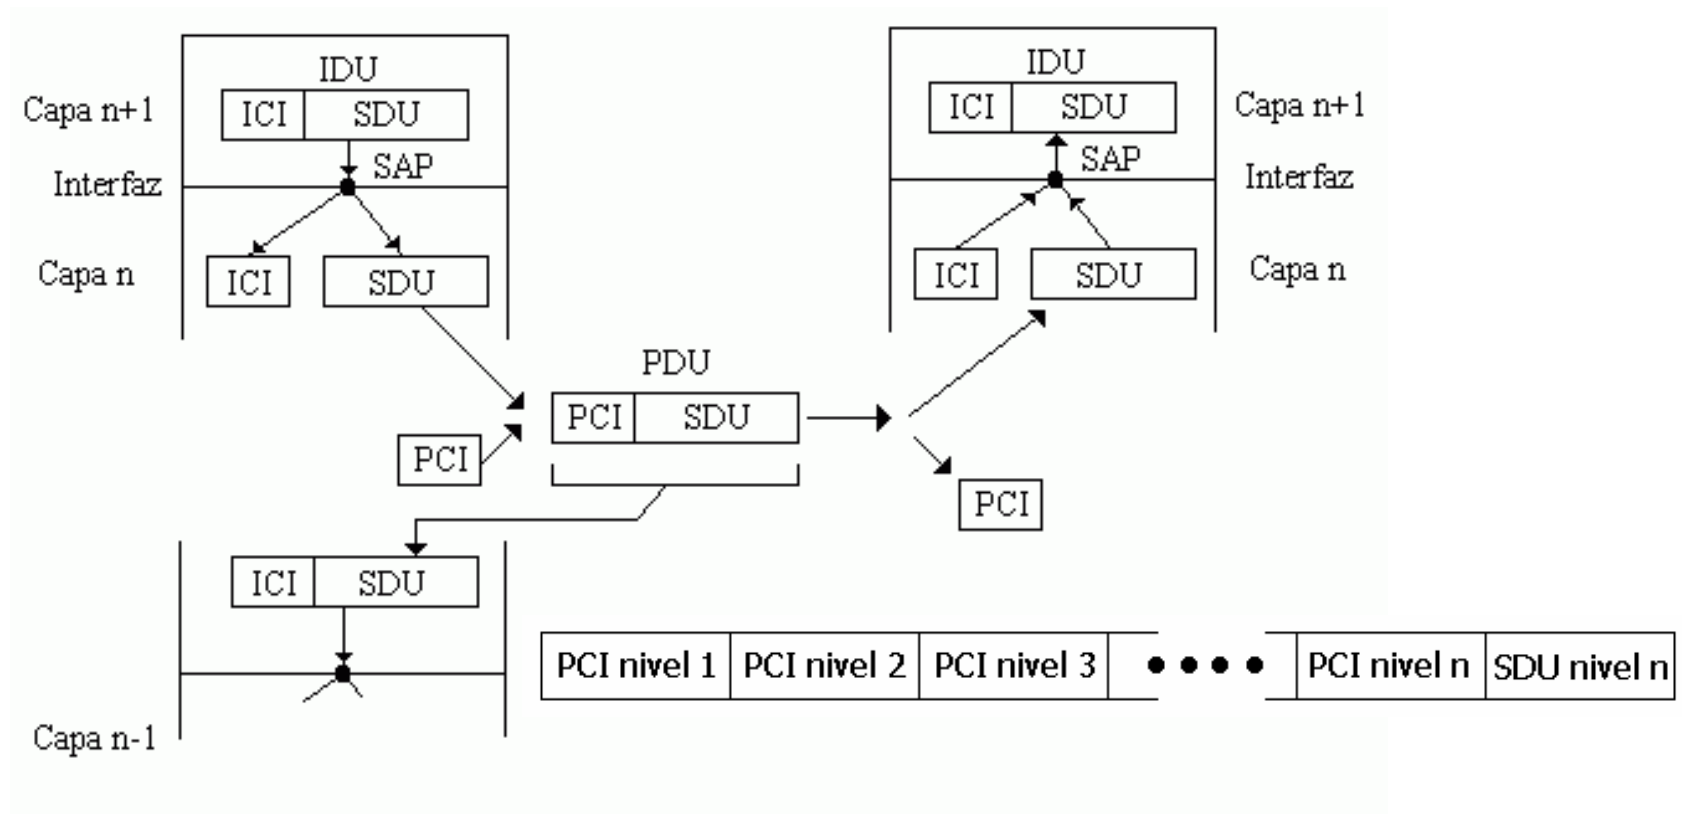 IDU
Capa n+1
ICI SDU
SAP
Interfaz
Capa n
ICI SDU
IDU
ICI SDU
Capa n+1
SAP
Interfaz
ICI SDU
Capa n
PDU
PCI SDU
PCI
PCI
ICI SDU
Capa n-1
PCI nivel 1 PCI nivel 2 PCI nivel 3 PCI nivel n SDU nivel n